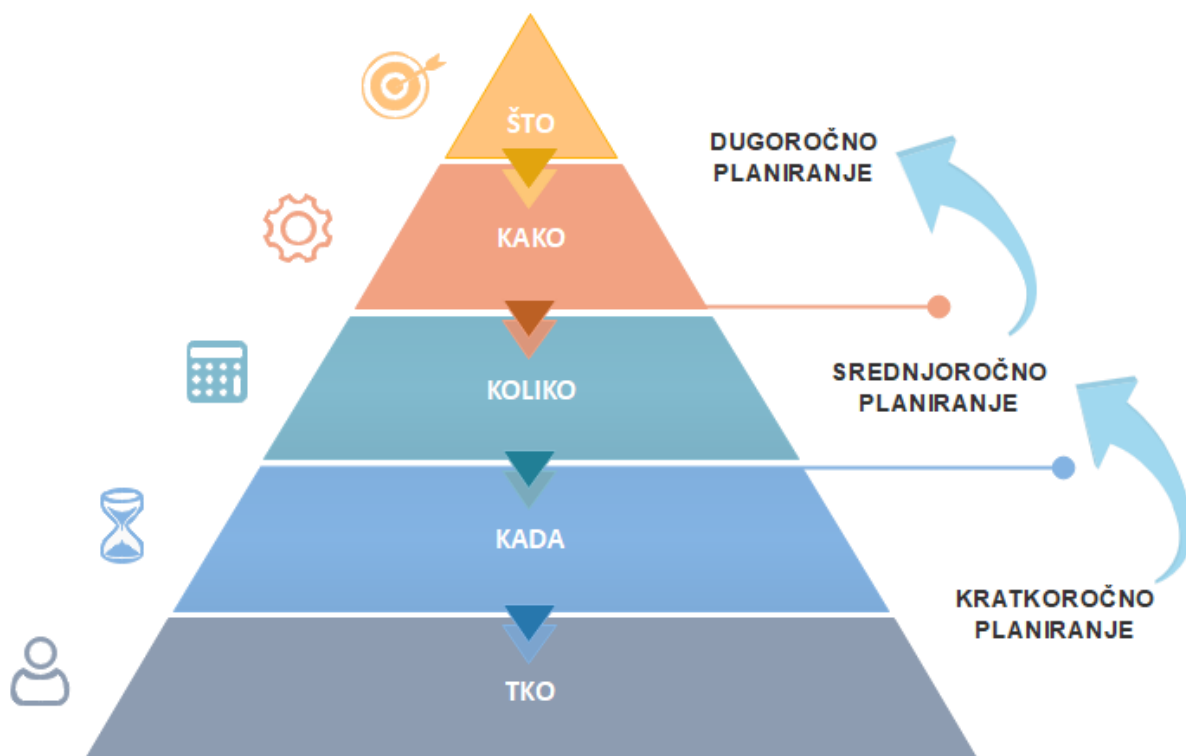 ŠTO
DUGOROČNO
PLANIRANJE
KAKO
SREDNJOROČNO
PLANIRANJE
KOLIKO
KADA
KRATKOROČNO
PLANIRANJE
TKO